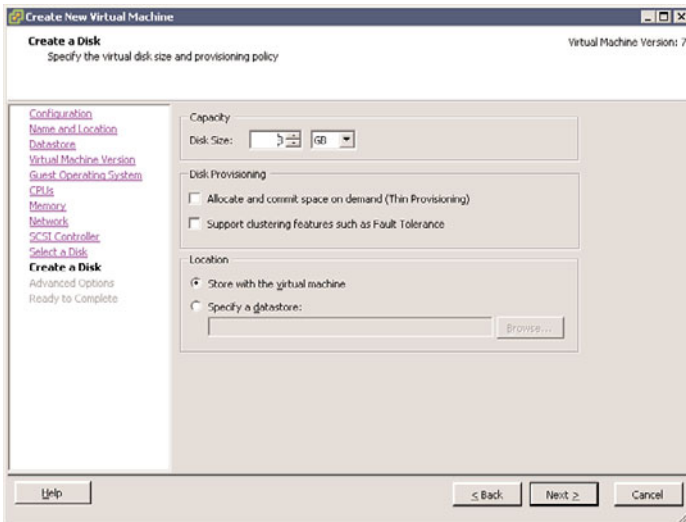 Create New Virtual Machine
Create a Disk
Specify the virtual disk size and provisioning policy
Virtual Machine Version: 7
Configuration
Name and Location
Datastore
Virtual Machine Version
Guest Operating System
CPUs
Memory
Network
SCSI Controller
Select a Disk
Create a Disk
Advanced Options
Ready to Complete
Capacity
Disk Size:
GB
Disk Provisioning
Allocate and commit space on demand (Thin Provisioning)
Support clustering features such as Fault Tolerance
Location
Store with the virtual machine
Specify a datastore:
Browse...
Help
< Back
Next >
Cancel